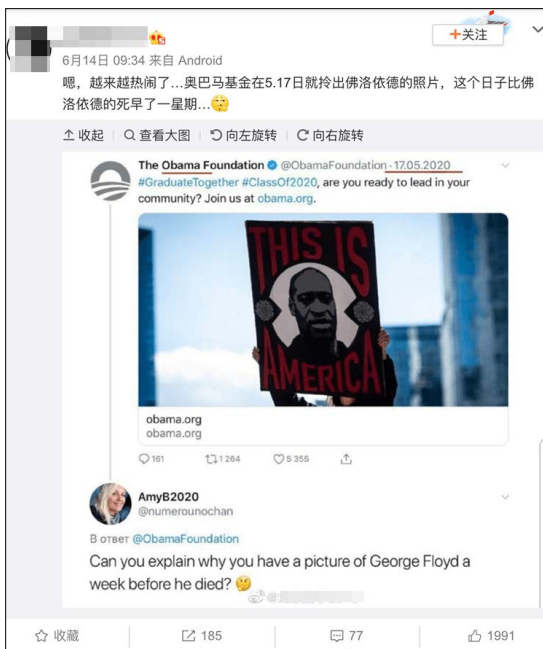 +关注
6月14日 09:34 来自 Android
嗯，越来越热闹了...奥巴马基金在5.17日就拎出佛洛依德的照片，这个日子比佛
洛依德的死早了一星期...
收起 查看大图 向左旋转 向右旋转
The Obama Foundation @ObamaFoundation · 17.05.2020
#GraduateTogether #ClassOf2020, are you ready to lead in your
community? Join us at obama.org.
THIS IS
AMERICA
obama.org
obama.org
161 1 264 5 355
AmyB2020
@numerounochan
В ответ @ObamaFoundation
Can you explain why you have a picture of George Floyd a
week before he died?
收藏 185 77 1991